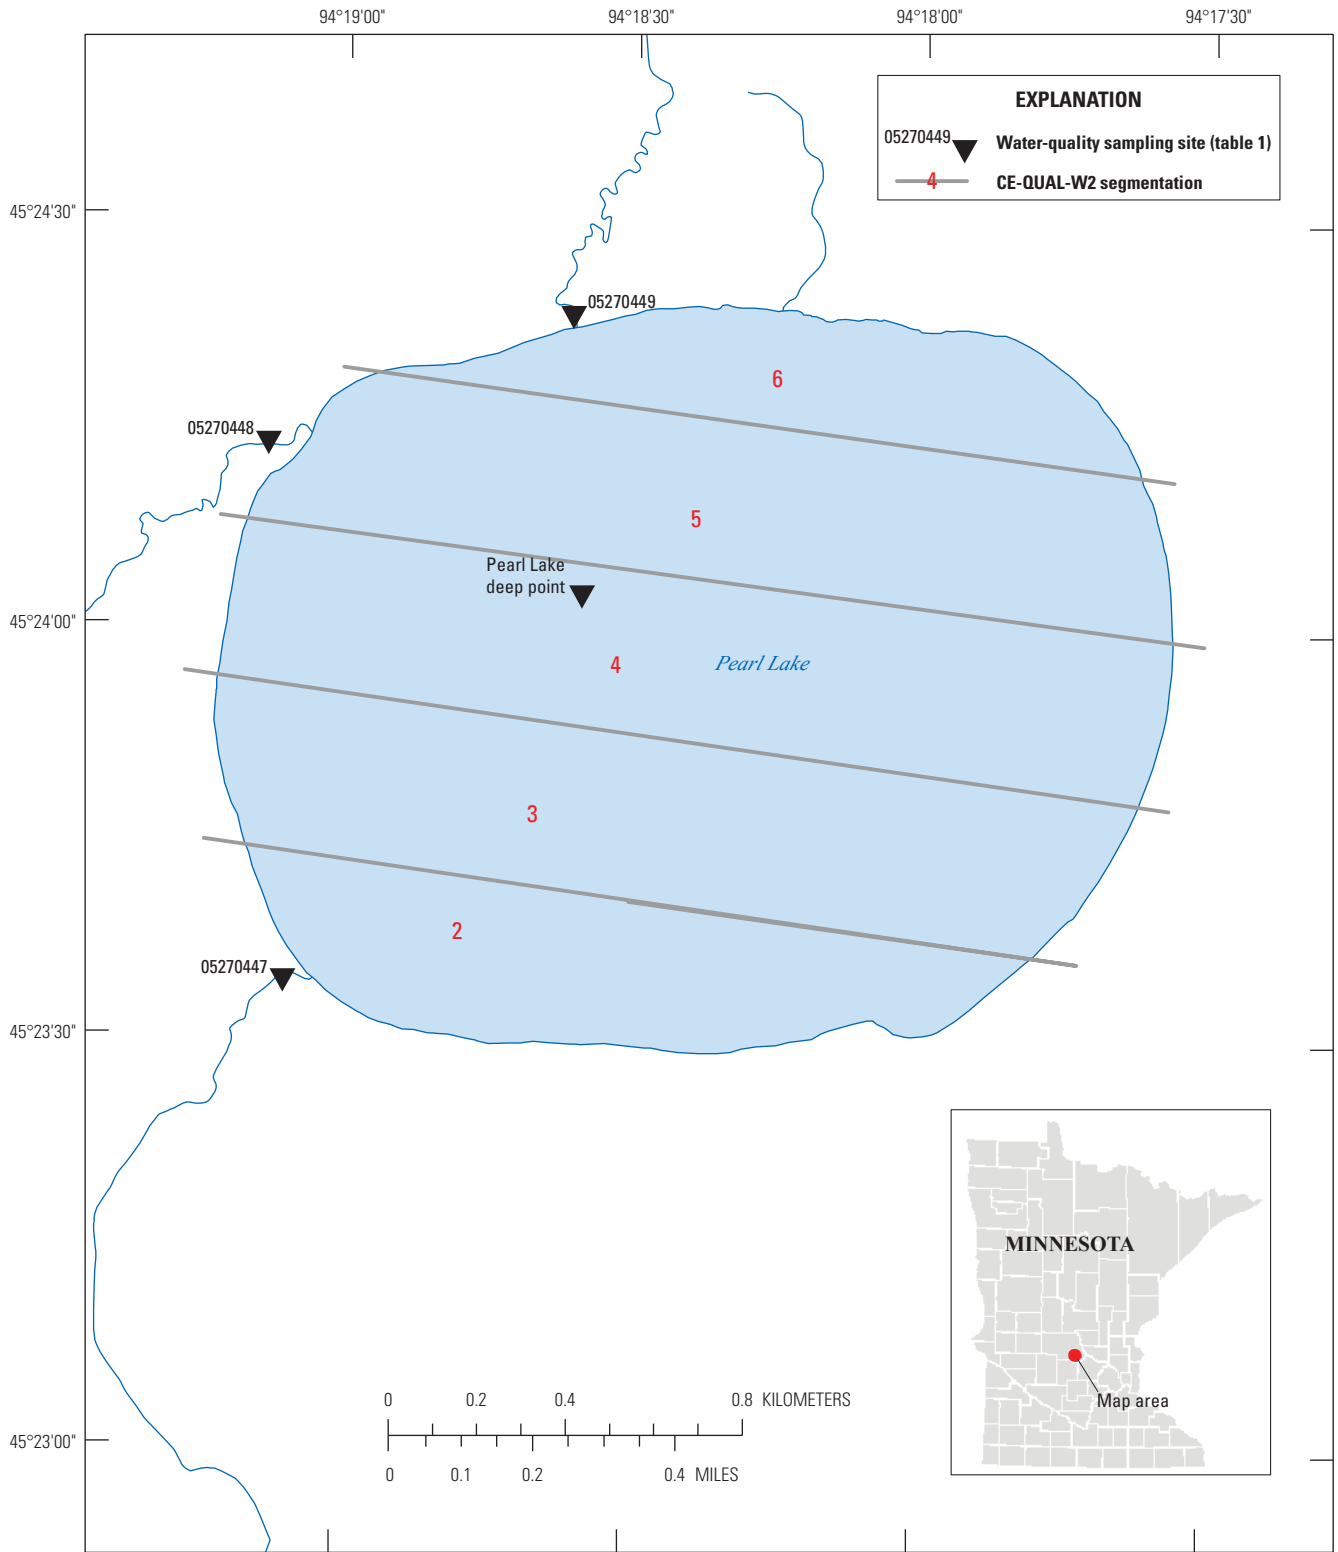 94°19'00"
94°18'30"
94°18'00"
94°17'30"
EXPLANATION
05270449
Water-quality sampling site (table 1)
4
CE-QUAL-W2 segmentation
45°24'30"
05270449
6
05270448
5
Pearl Lake
deep point
45°24'00"
4
Pearl Lake
3
2
05270447
45°23'30"
MINNESOTA
Map area
0
0.2
0.4
0.8 KILOMETERS
45°23'00"
0
0.1
0.2
0.4 MILES